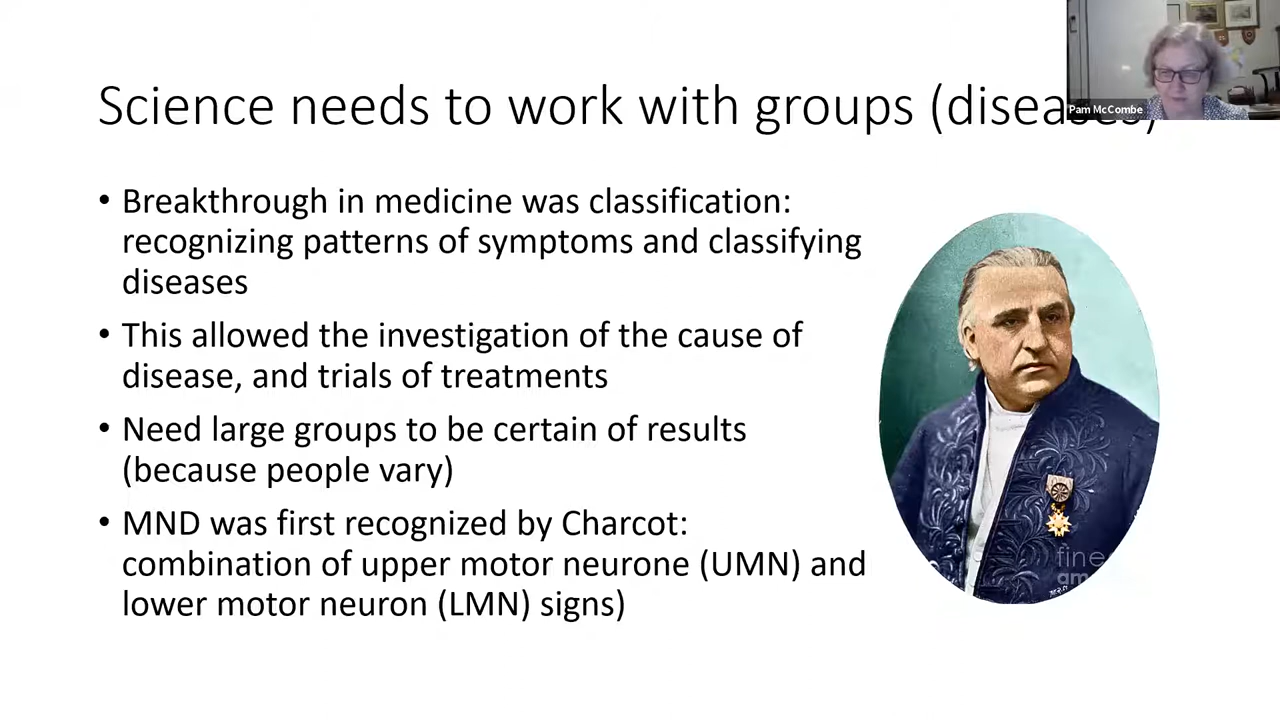 Science needs to work with groups (diseases)
Pam McCombe
• Breakthrough in medicine was classification:
recognizing patterns of symptoms and classifying
diseases
• This allowed the investigation of the cause of
disease, and trials of treatments
• Need large groups to be certain of results
(because people vary)
• MND was first recognized by Charcot:
combination of upper motor neurone (UMN) and
lower motor neuron (LMN) signs)
fine
am